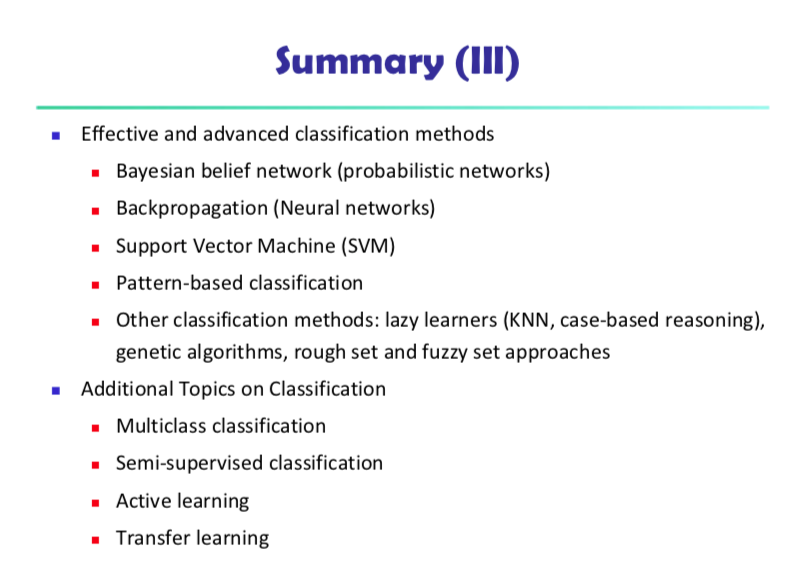 Summary (III)
Effective and advanced classification methods
Bayesian belief network (probabilistic networks)
Backpropagation (Neural networks)
Support Vector Machine (SVM)
Pattern-based classification
Other classification methods: lazy learners (KNN, case-based reasoning),
genetic algorithms, rough set and fuzzy set approaches
Additional Topics on Classification
Multiclass classification
Semi-supervised classification
Active learning
Transfer learning